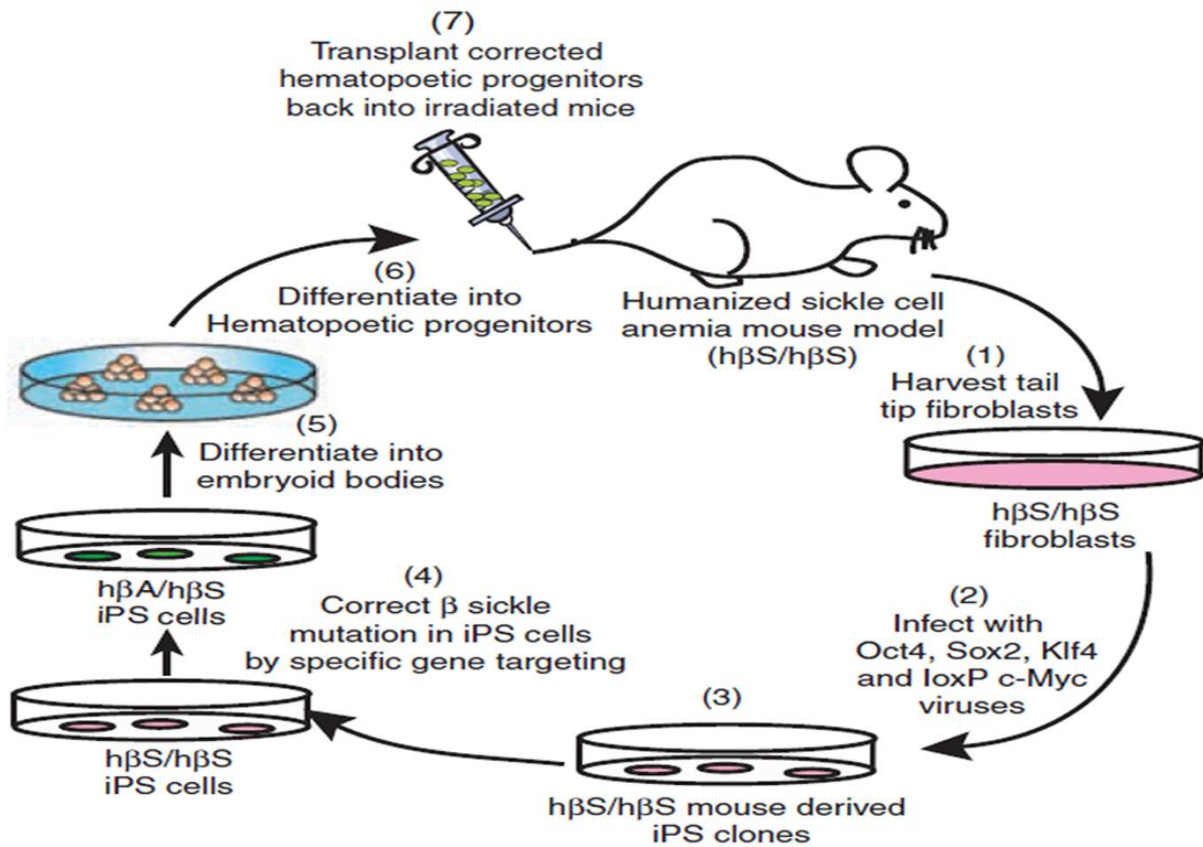 (7)
Transplant corrected
hematopoetic progenitors
back into irradiated mice
Humanized sickle cell
anemia mouse model
(hβS/hβS)
(1)
Harvest tail
tip fibroblasts
hβS/hβS
fibroblasts
(2)
Infect with
Oct4, Sox2, Klf4
and loxP c-Myc
viruses
(3)
hβS/hβS mouse derived
iPS clones
(4)
Correct β sickle
mutation in iPS cells
by specific gene targeting
hβS/hβS
iPS cells
hβA/hβS
iPS cells
(5)
Differentiate into
embryoid bodies
(6)
Differentiate into
Hematopoetic progenitors